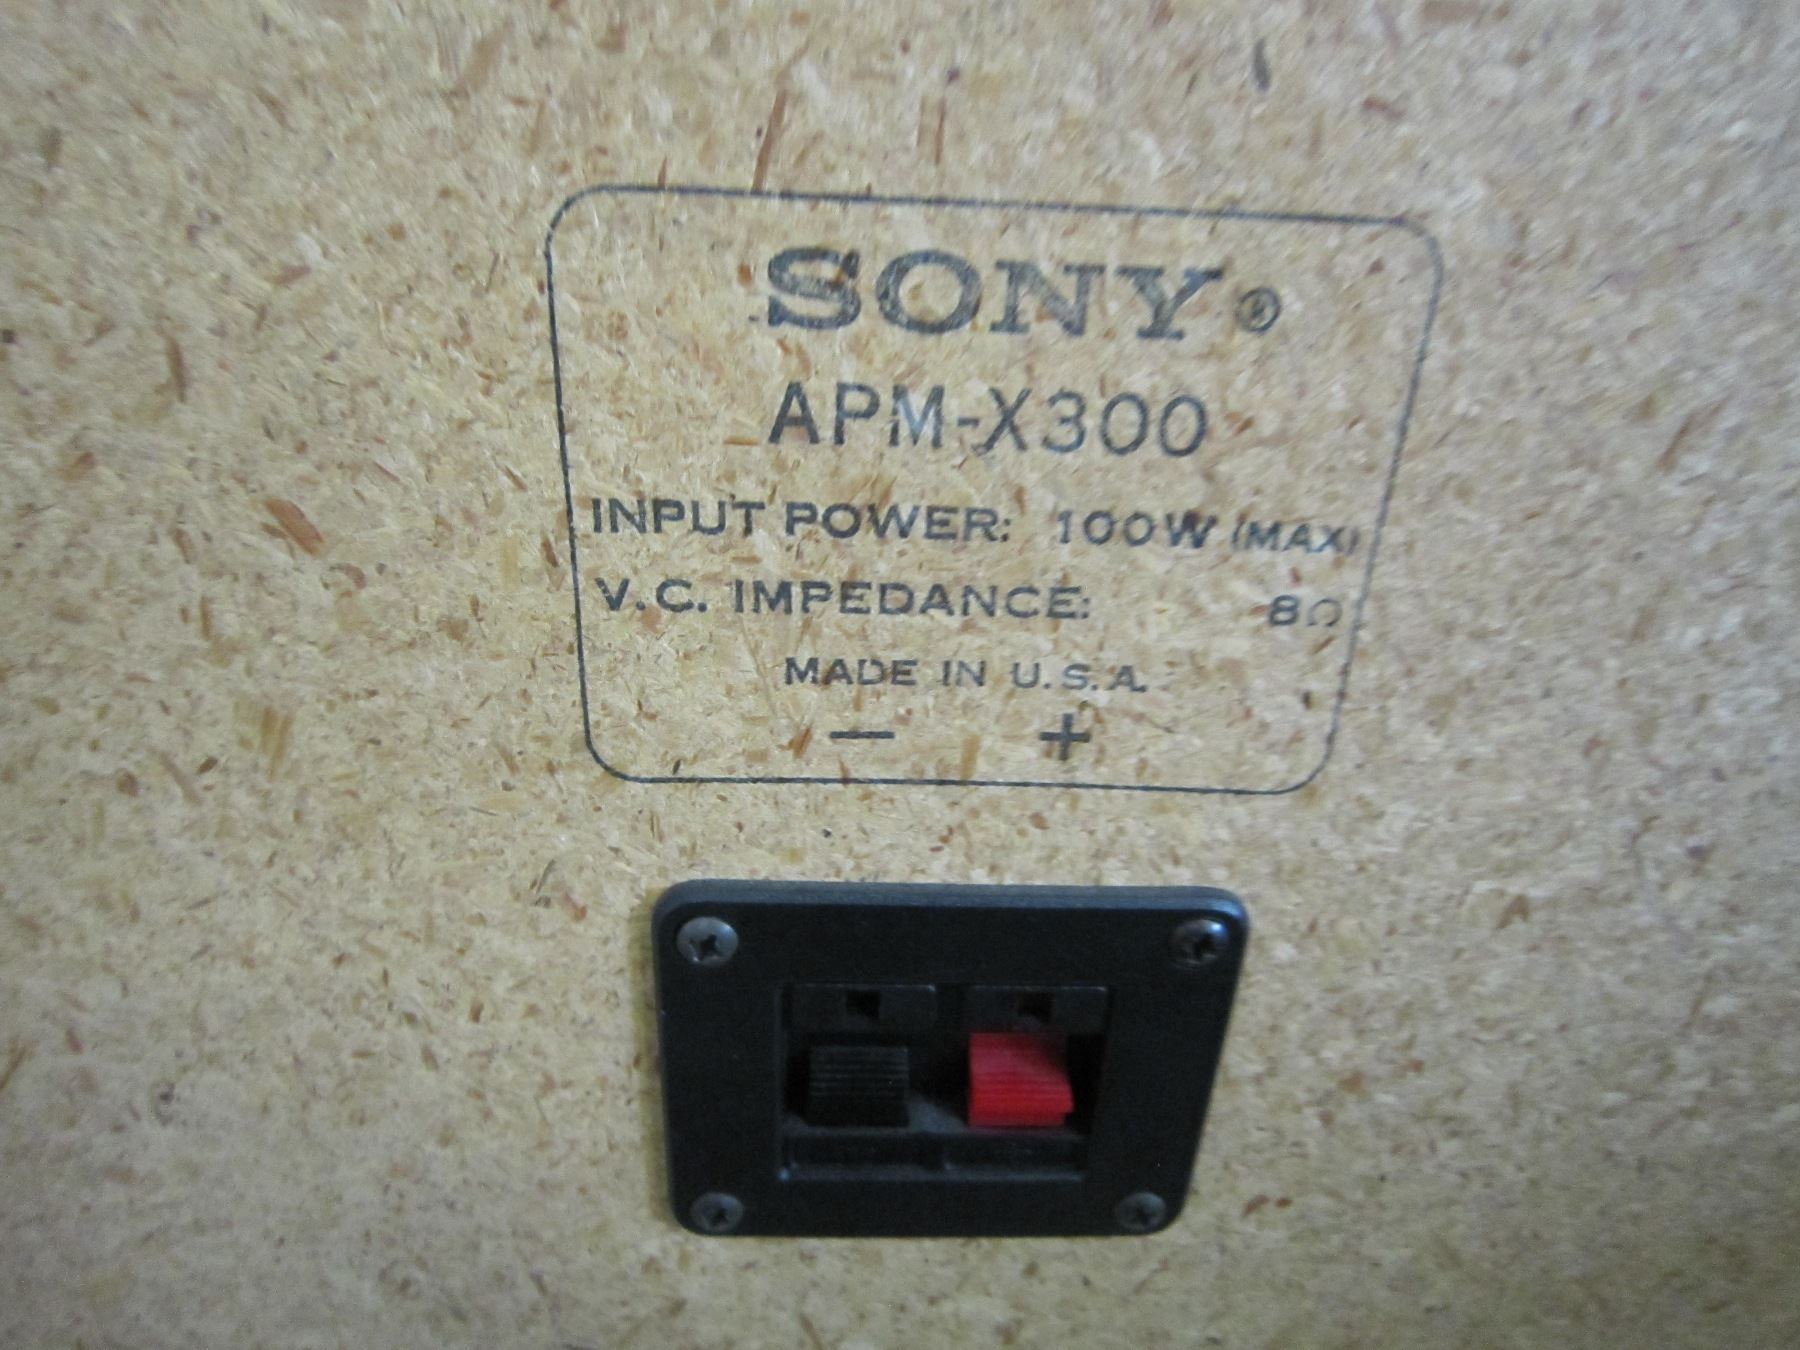 SONY®
APM-X300
INPUT POWER: 100W (MAX)
V.C. IMPEDANCE: 8Ω
MADE IN U.S.A.
— +